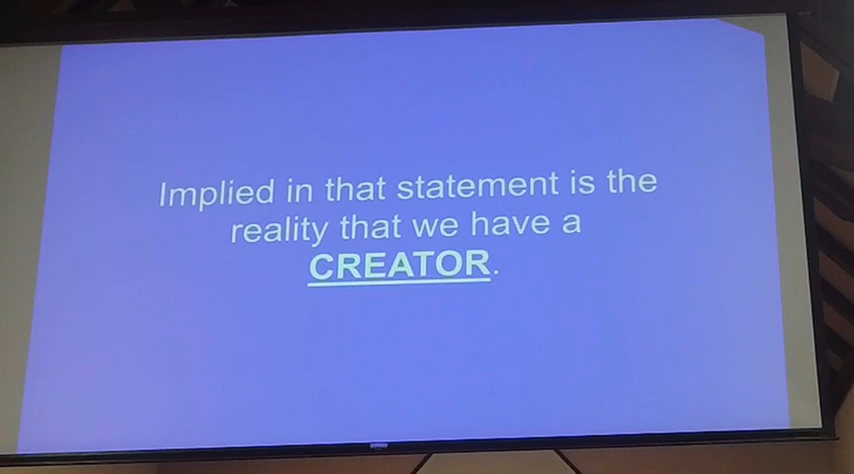 Implied in that statement is the
reality that we have a
CREATOR.